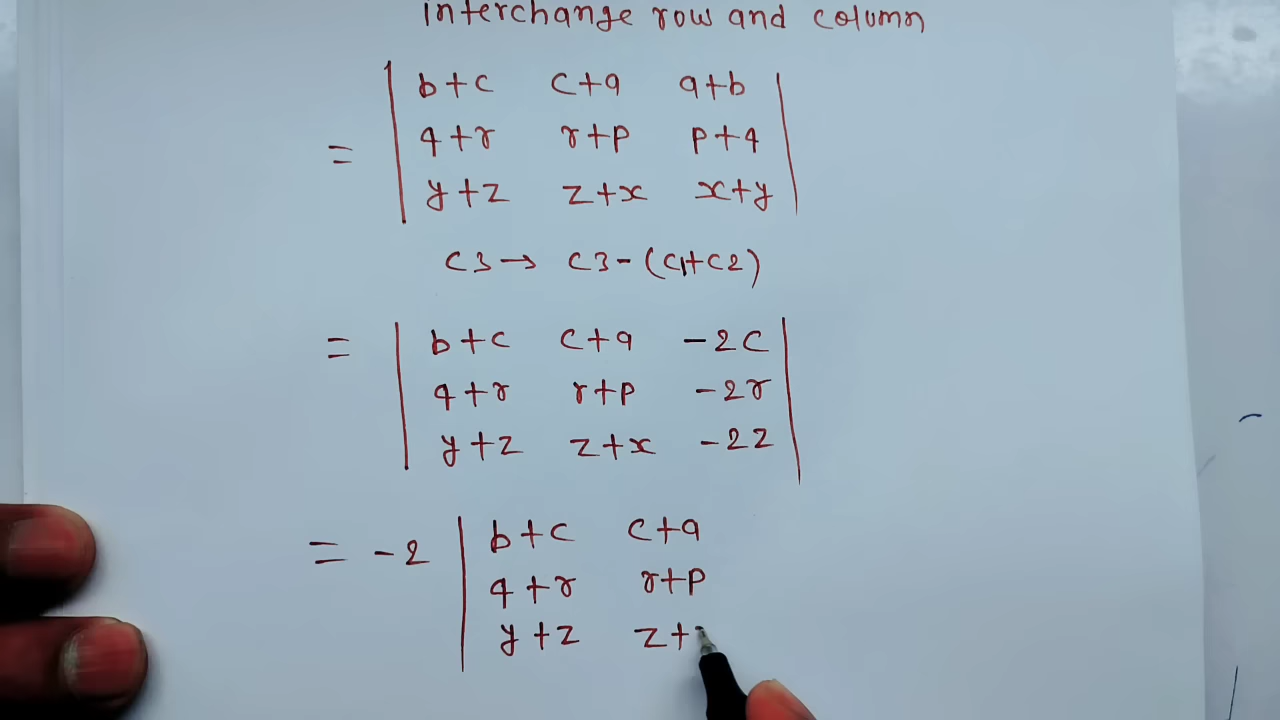 interchange row and column
b+c c+a a+b
= q+r r+p p+q
y+z z+x x+y
C3→ C3-(C1+C2)
b+c c+a -2c
= q+r r+p -2r
y+z z+x -2z
b+c c+a
= -2 q+r r+p
y+z z+